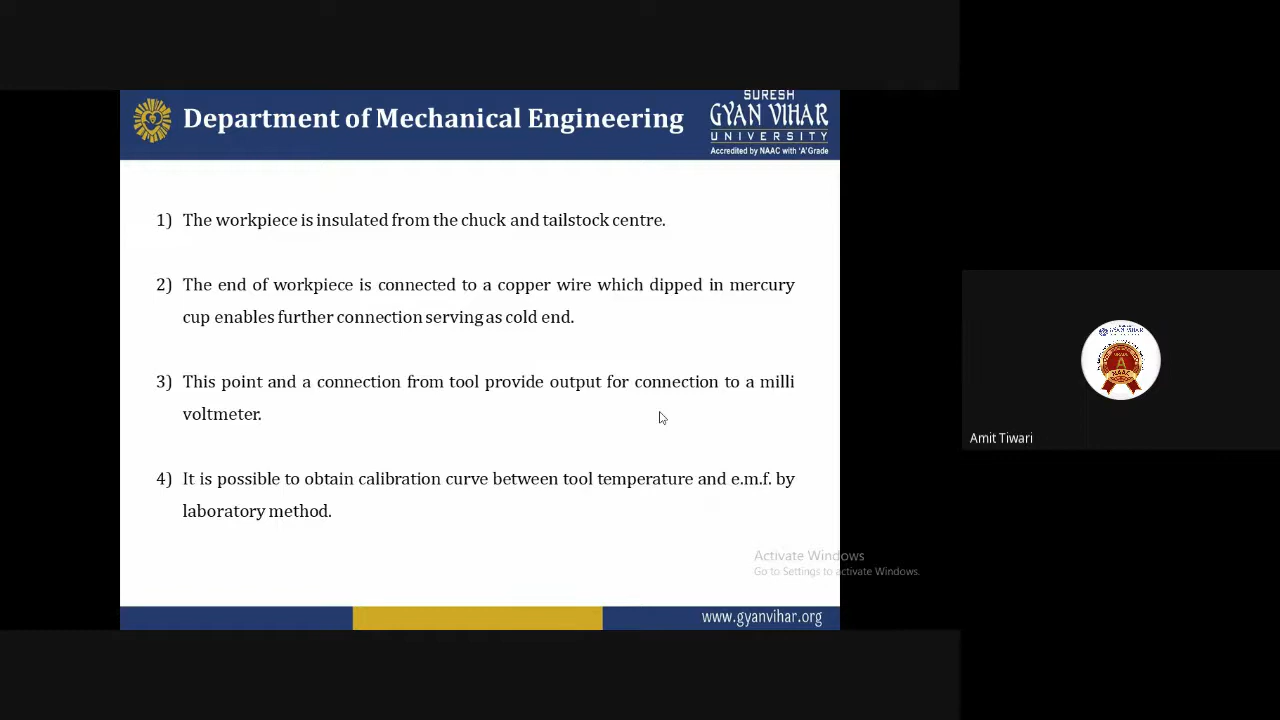 SURESH
Department of Mechanical Engineering
GYAN VIHAR
UNIVERSITY
Accredited by NAAC with 'A' Grade
1) The workpiece is insulated from the chuck and tailstock centre.
2) The end of workpiece is connected to a copper wire which dipped in mercury
cup enables further connection serving as cold end.
3) This point and a connection from tool provide output for connection to a milli
voltmeter.
4) It is possible to obtain calibration curve between tool temperature and e.m.f. by
laboratory method.
Activate Windows
Go to Settings to activate Windows.
www.gyanvihar.org
GYAN VIHAR
A
NAAC
Amit Tiwari